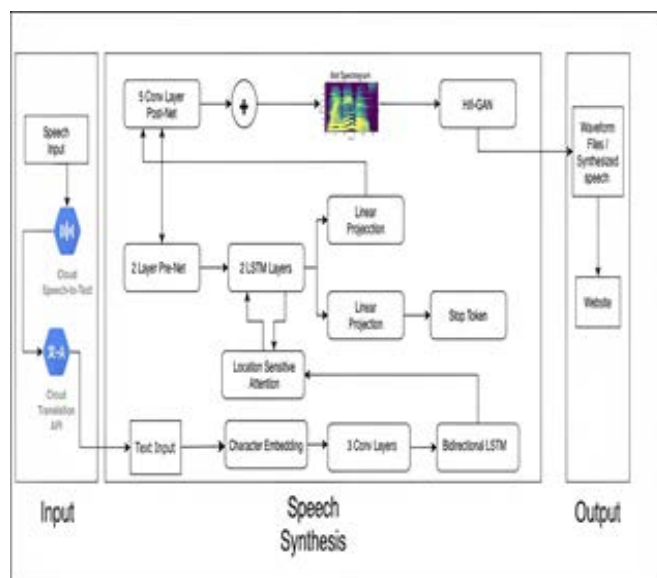 5 Conv Layer
Post-Net
+
Mel Spectrogram
Hifi-GAN
Speech
Input
Waveform
Files /
Synthesized
speech
Linear
Projection
Cloud
Speech-to-Text
2 Layer Pre-Net
2 LSTM Layers
Linear
Projection
Stop Token
Website
Location Sensitive
Attention
Cloud
Translation
API
Text Input
Character Embedding
3 Conv Layers
Bidirectional LSTM
Input
Speech
Synthesis
Output